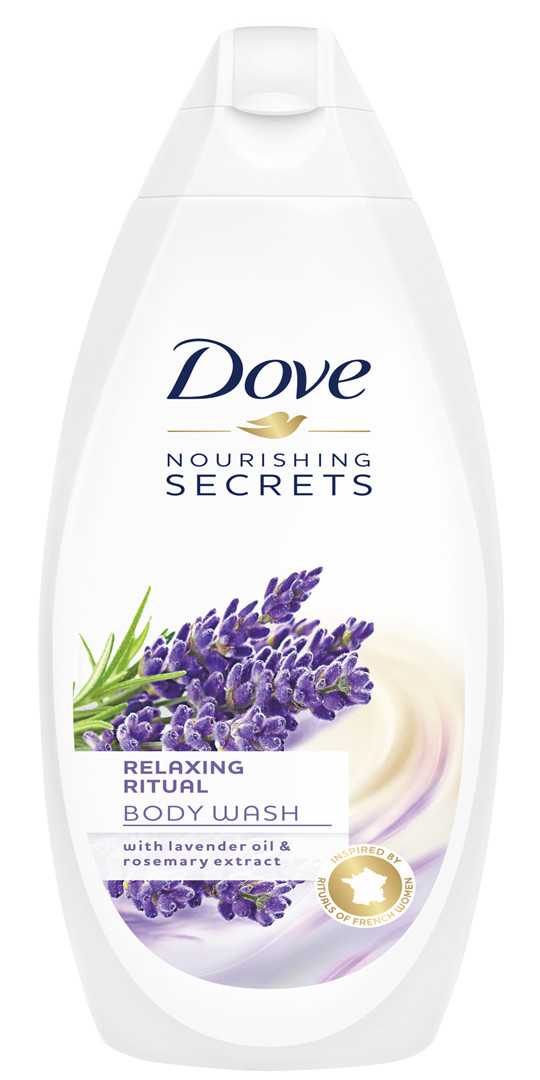 Dove
NOURISHING
SECRETS
RELAXING
RITUAL
BODY WASH
with lavender oil &
rosemary extract
INSPIRED BY
RITUALS OF FRENCH WOMEN